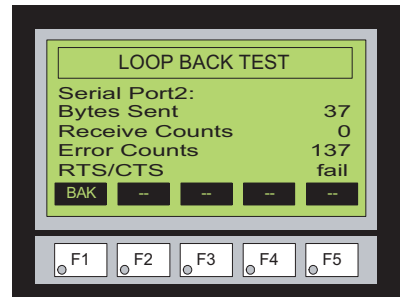 LOOP BACK TEST
Serial Port2:
Bytes Sent 37
Receive Counts 0
Error Counts 137
RTS/CTS fail
BAK -- -- -- --
F1 F2 F3 F4 F5